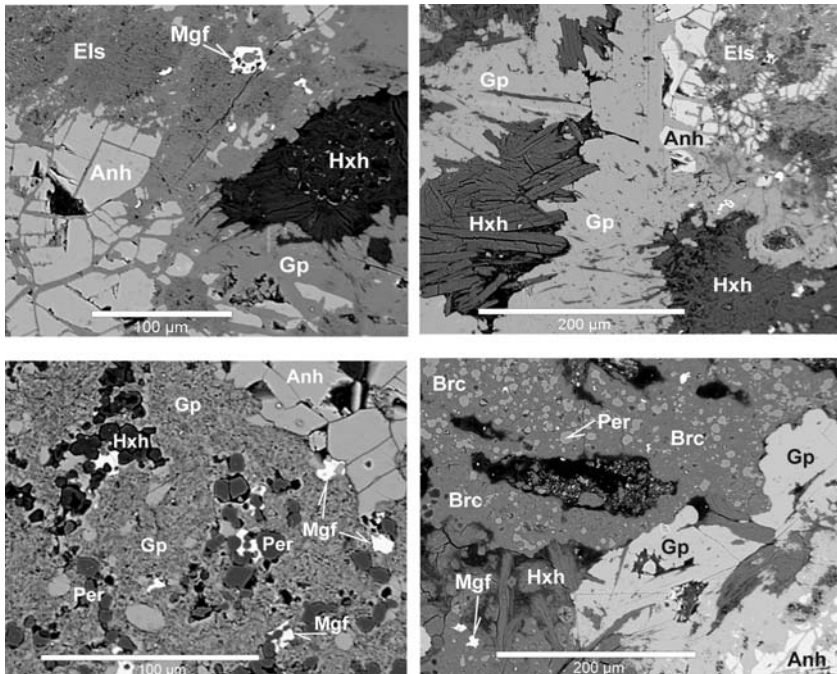 Els
Mgf
Anh
Hxh
Gp
100 µm
Gp
Els
Anh
Hxh
Gp
Hxh
200 µm
Anh
Gp
Hxh
Mgf
Gp
Per
Per
Mgf
100 µm
Brc
Per
Brc
Gp
Brc
Gp
Hxh
Mgf
200 µm
Anh